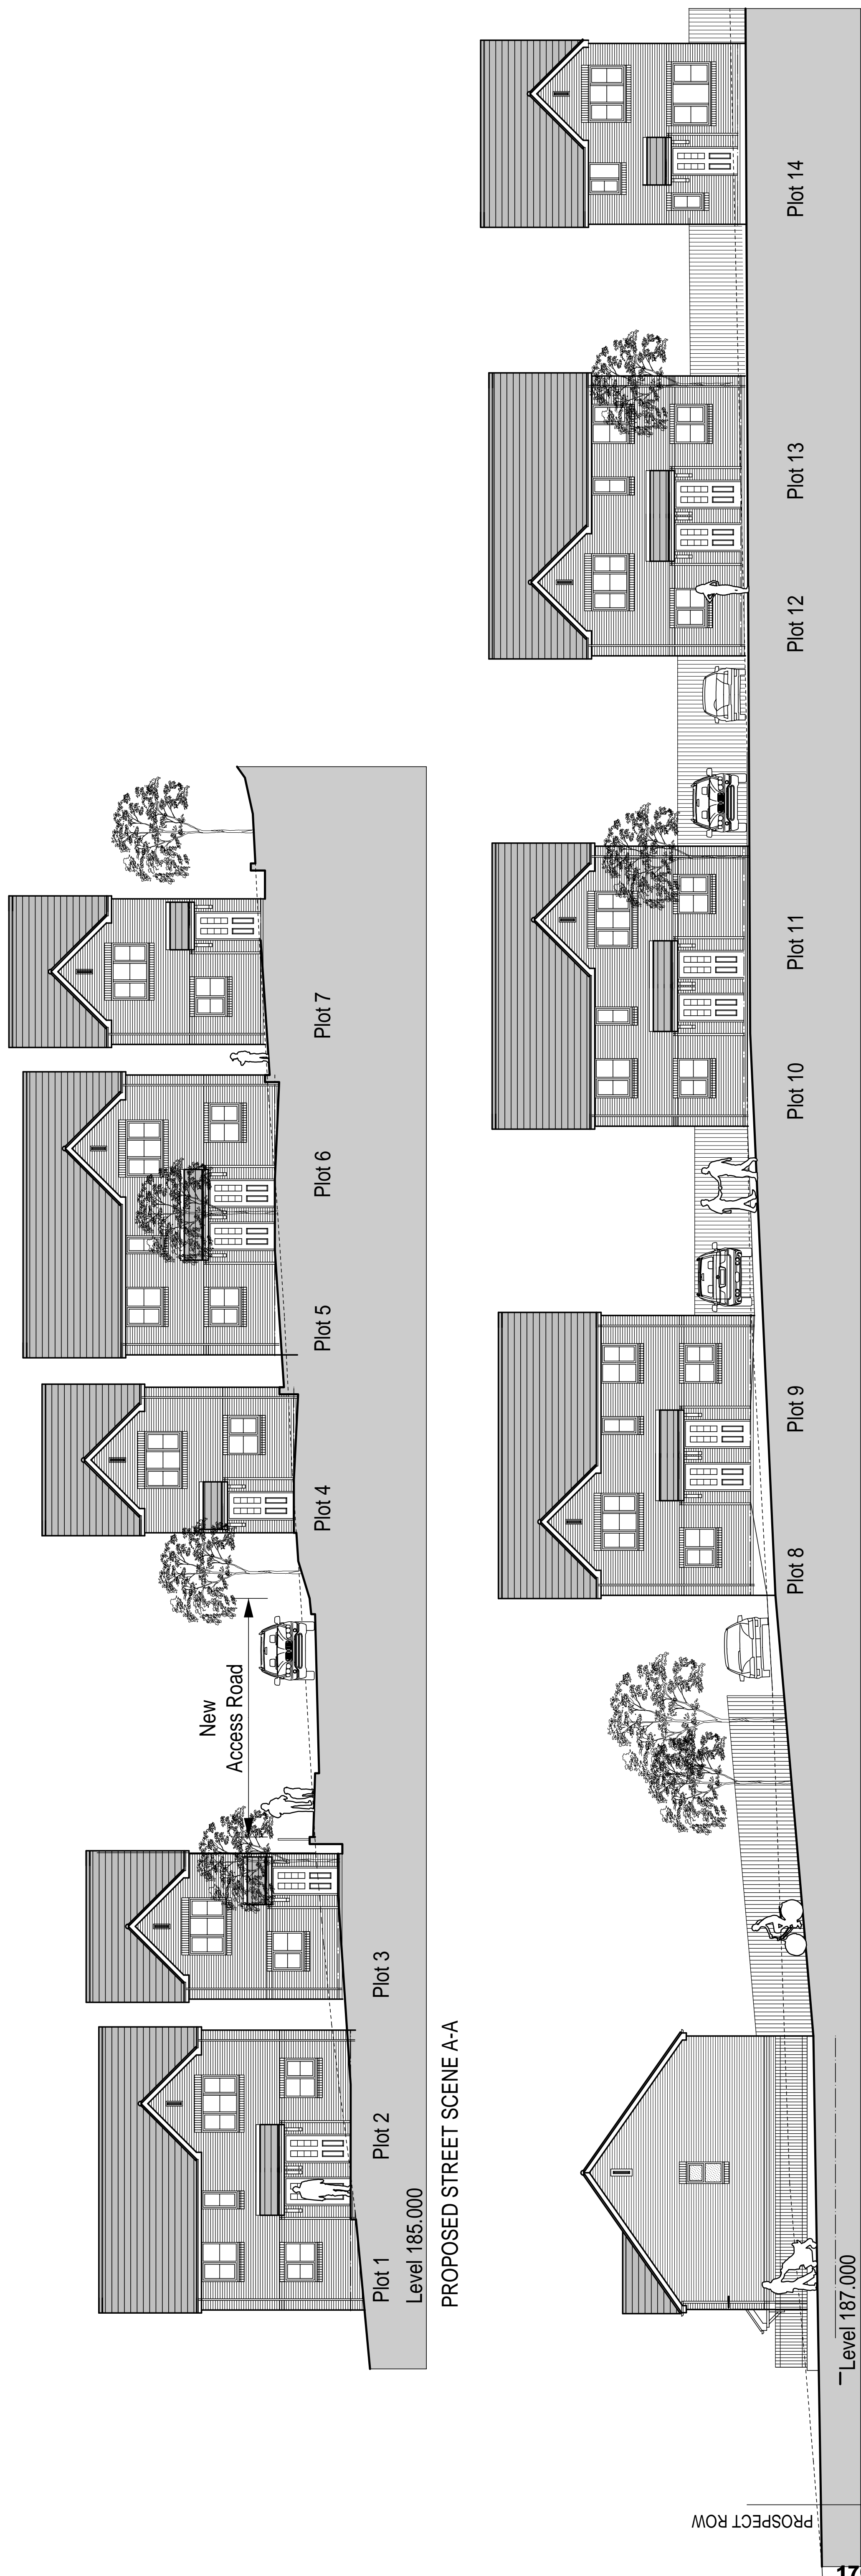 New
Access Road
Plot 1
Plot 2
Plot 3
Plot 4
Plot 5
Plot 6
Plot 7
Level 185.000
PROPOSED STREET SCENE A-A
PROSPECT ROW
Plot 8
Plot 9
Plot 10
Plot 11
Plot 12
Plot 13
Plot 14
Level 187.000
17